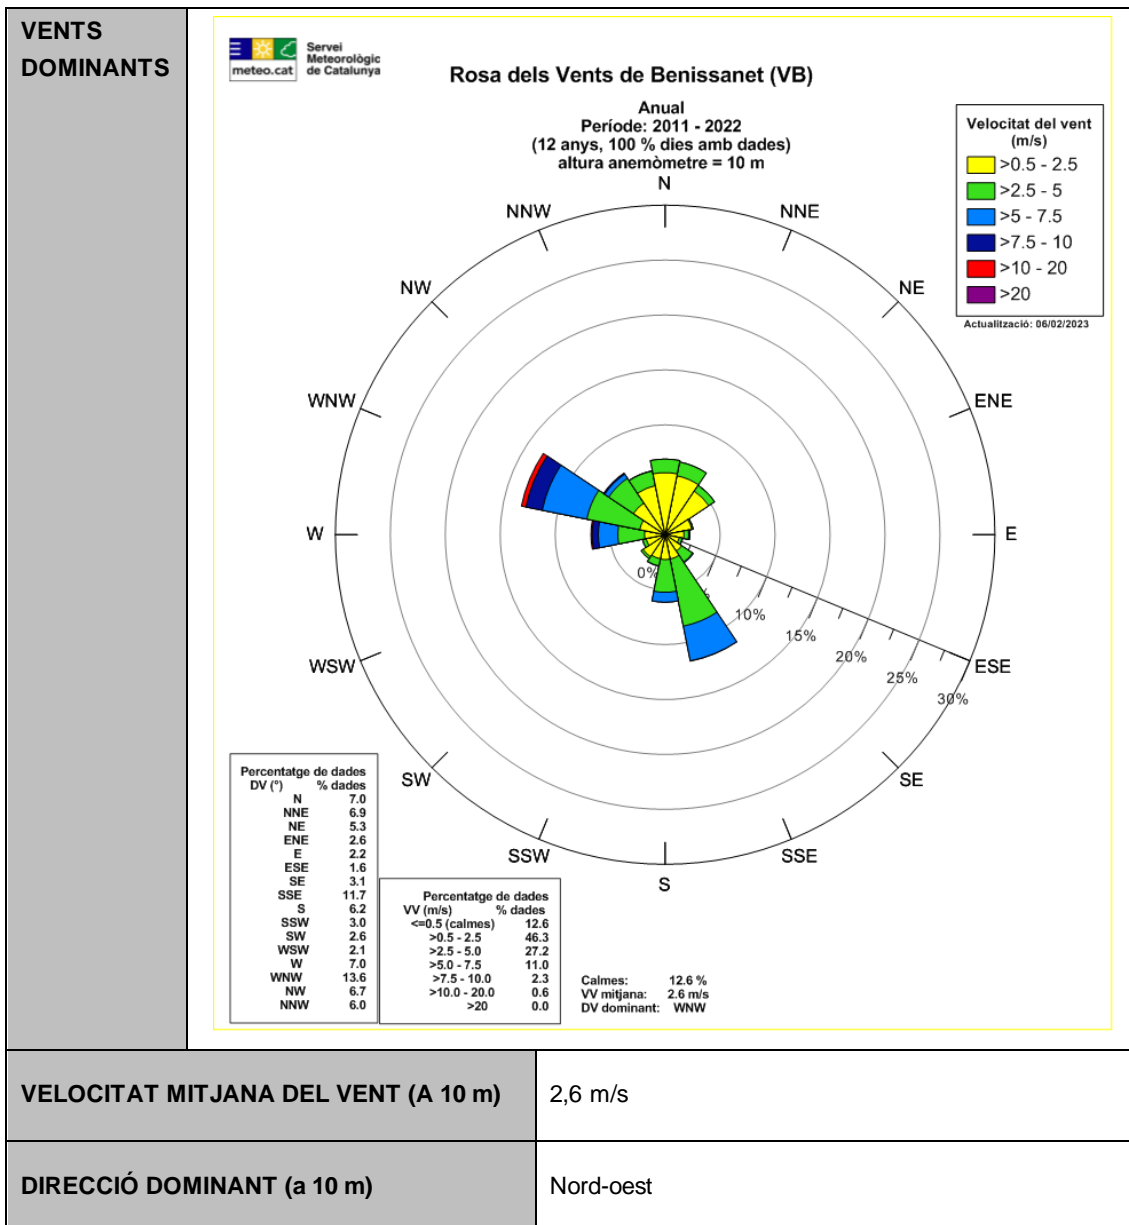 VENTS
DOMINANTS
meteo.cat
Servei
Meteorològic
de Catalunya
Rosa dels Vents de Benissanet (VB)
Anual
Període: 2011 - 2022
(12 anys, 100 % dies amb dades)
altura anemòmetre = 10 m
Velocitat del vent
(m/s)
>0.5 - 2.5
>2.5 - 5
>5 - 7.5
>7.5 - 10
>10 - 20
>20
Actualització: 06/02/2023
N
NNW
NNE
NW
NE
WNW
ENE
W
E
0%
10%
15%
20%
25%
30%
WSW
ESE
SW
SE
SSW
SSE
S
Percentatge de dades
DV (°) % dades
N 7.0
NNE 6.9
NE 5.3
ENE 2.6
E 2.2
ESE 1.6
SE 3.1
SSE 11.7
S 6.2
SSW 3.0
SW 2.6
WSW 2.1
W 7.0
WNW 13.6
NW 6.7
NNW 6.0
Percentatge de dades
VV (m/s) % dades
<=0.5 (calmes) 12.6
>0.5 - 2.5 46.3
>2.5 - 5.0 27.2
>5.0 - 7.5 11.0
>7.5 - 10.0 2.3
>10.0 - 20.0 0.6
>20 0.0
Calmes: 12.6 %
VV mitjana: 2.6 m/s
DV dominant: WNW
VELOCITAT MITJANA DEL VENT (A 10 m) 2,6 m/s
DIRECCIÓ DOMINANT (a 10 m) Nord-oest